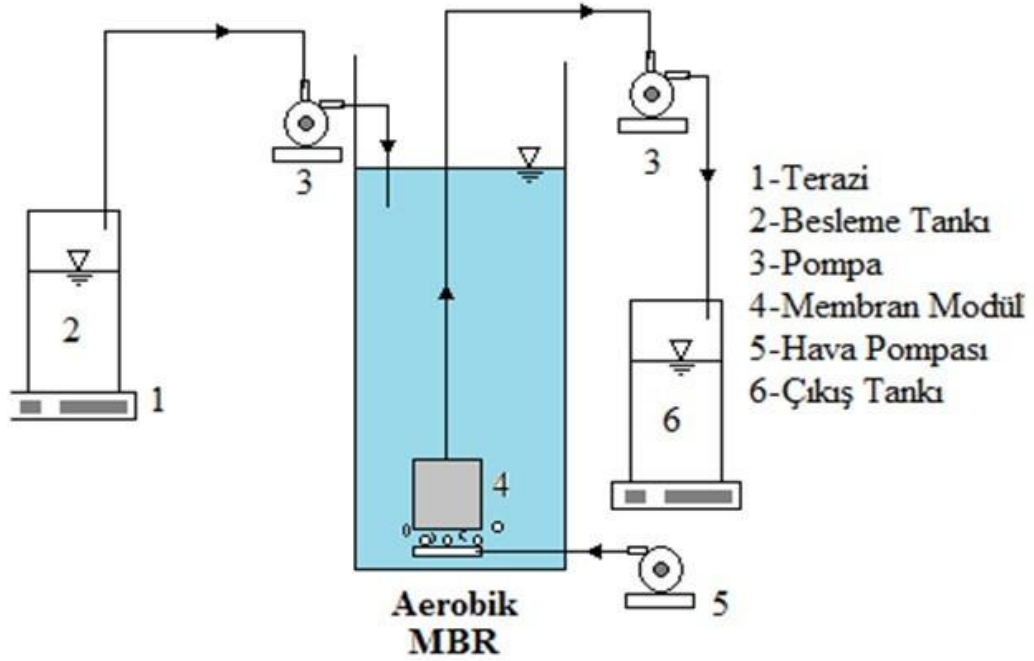 3
3
1-Terazi
2-Besleme Tankı
3-Pompa
4-Membran Modül
5-Hava Pompası
6-Çıkış Tankı
2
1
6
4
5
Aerobik
MBR